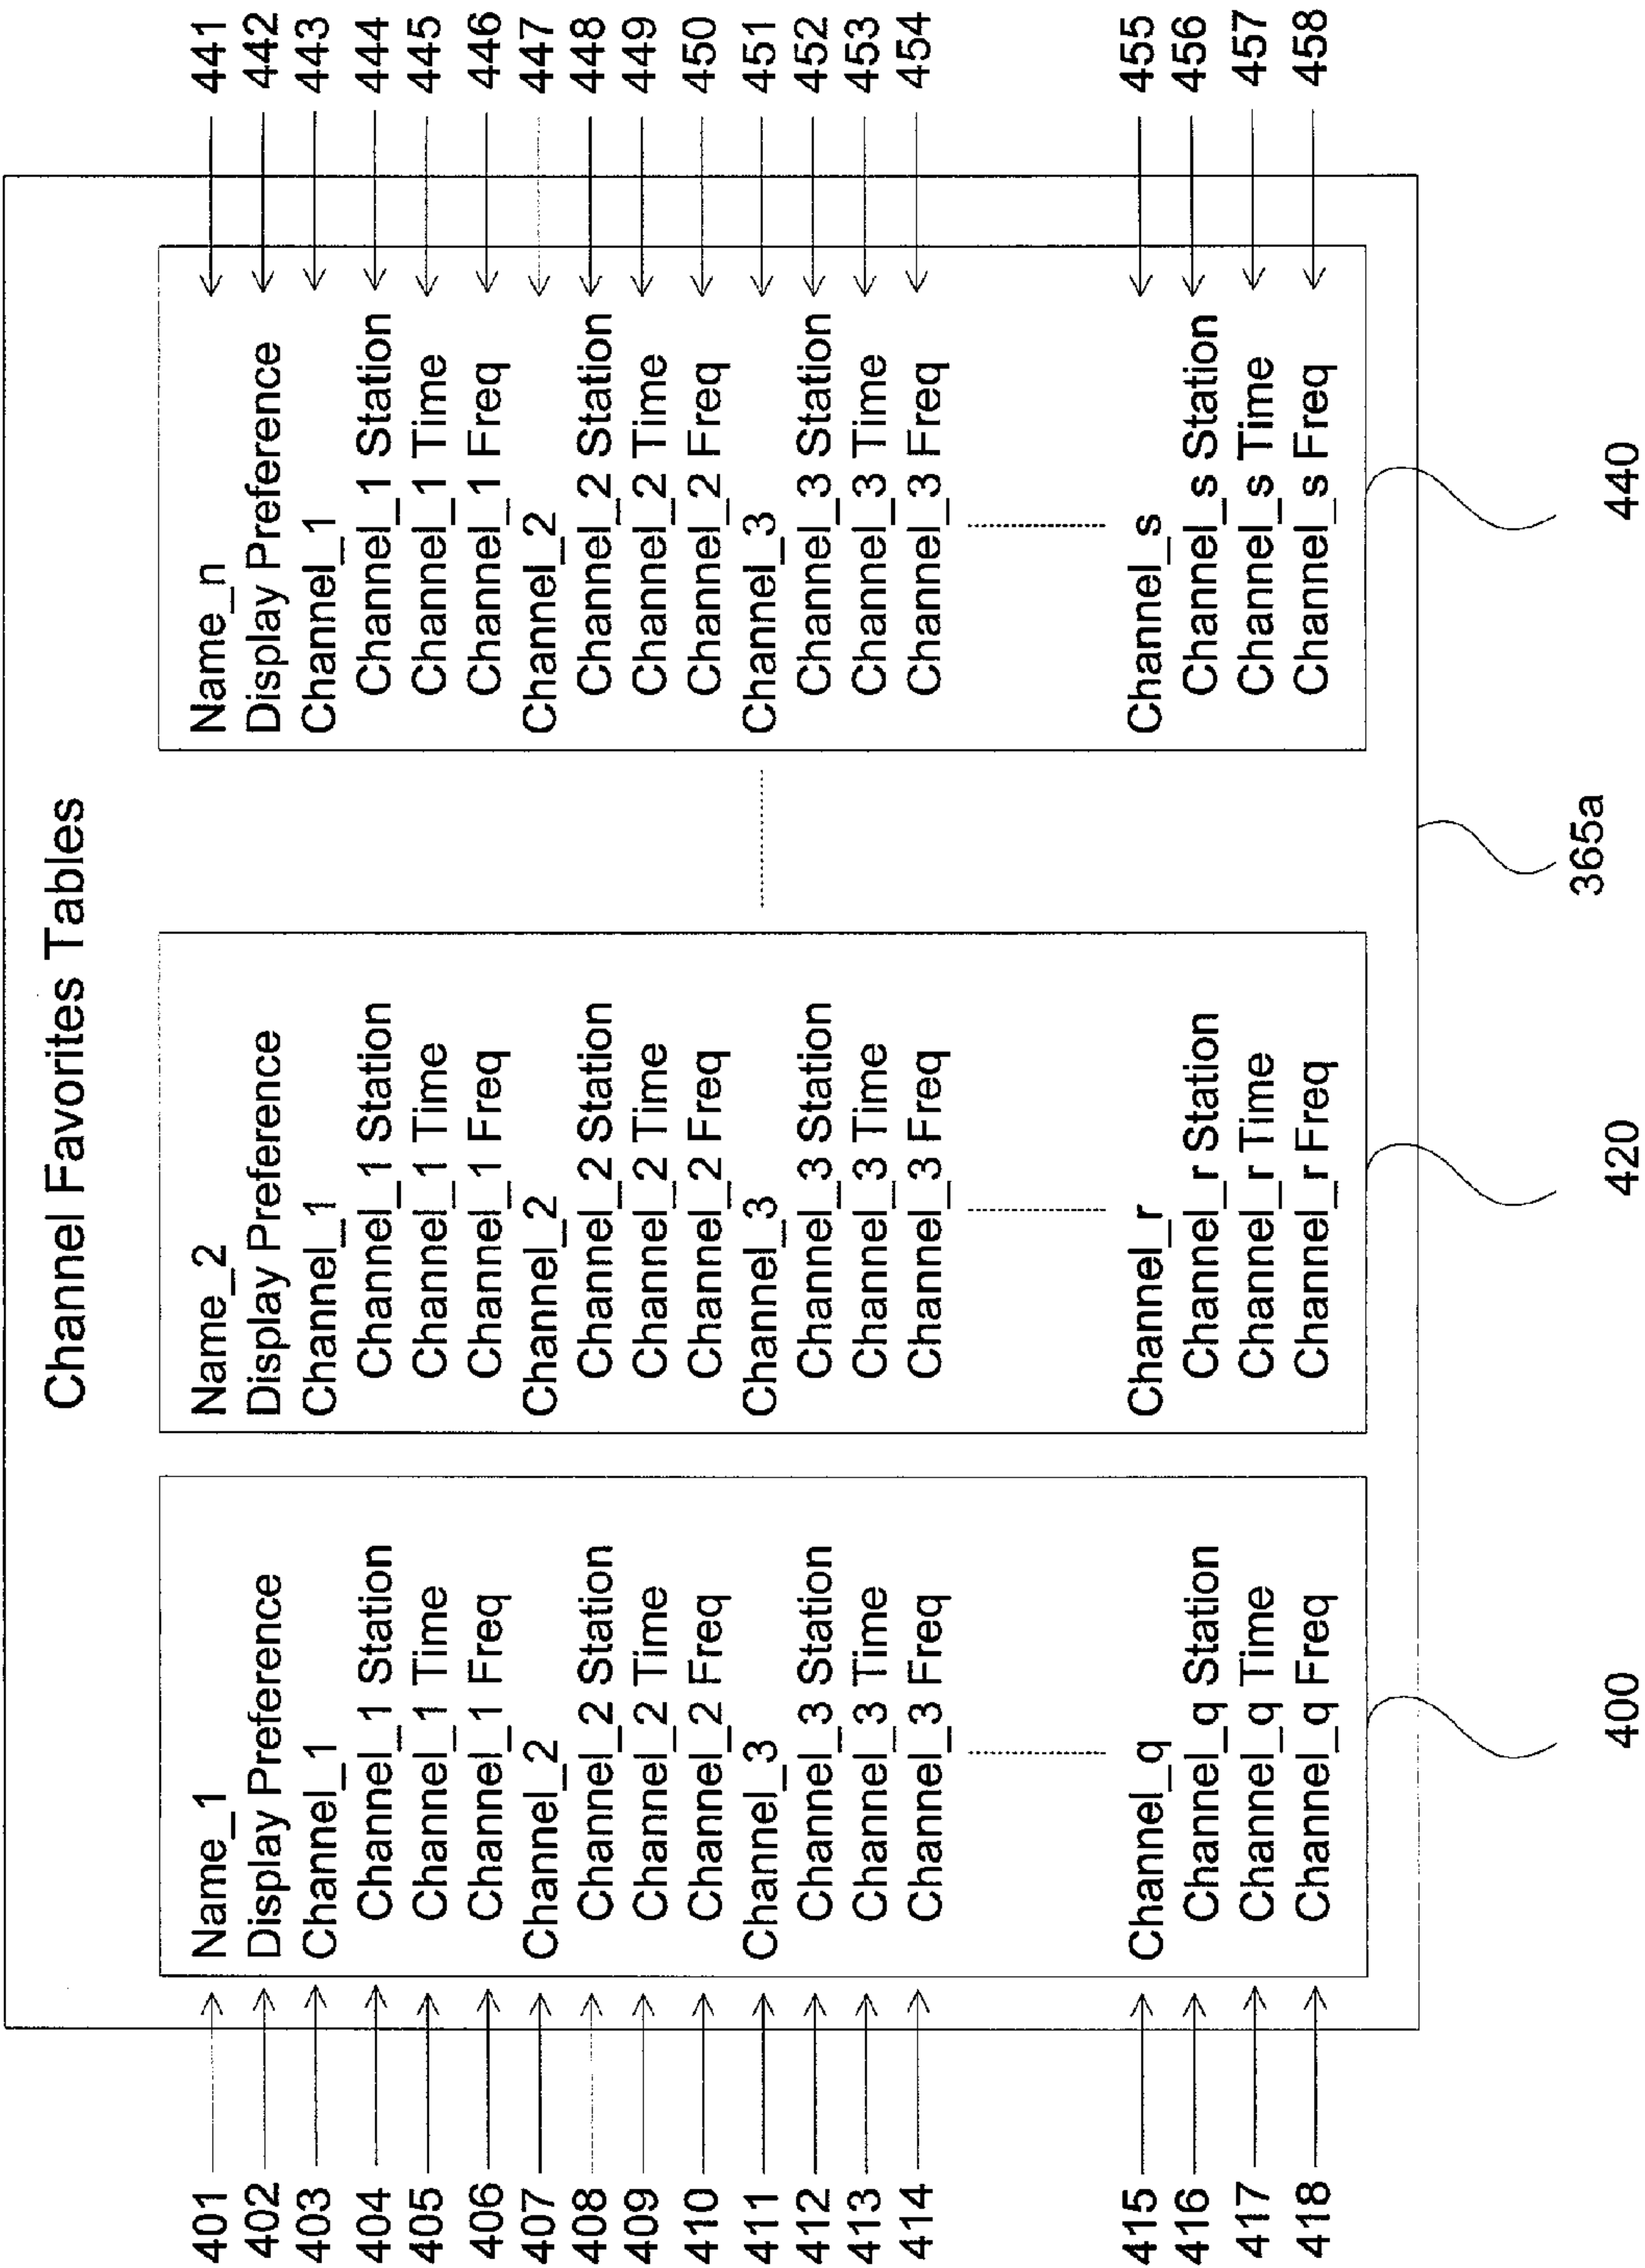 Channel Favorites Tables
401
402
403
404
405
406
407
408
409
410
411
412
413
414
415
416
417
418
Name_1
Display Preference
Channel_1
Channel_1 Station
Channel_1 Time
Channel_1 Freq
Channel_2
Channel_2 Station
Channel_2 Time
Channel_2 Freq
Channel_3
Channel_3 Station
Channel_3 Time
Channel_3 Freq
Channel_q
Channel_q Station
Channel_q Time
Channel_q Freq
400
Name_2
Display Preference
Channel_1
Channel_1 Station
Channel_1 Time
Channel_1 Freq
Channel_2
Channel_2 Station
Channel_2 Time
Channel_2 Freq
Channel_3
Channel_3 Station
Channel_3 Time
Channel_3 Freq
Channel_r
Channel_r Station
Channel_r Time
Channel_r Freq
420
Name_n
Display Preference
Channel_1
Channel_1 Station
Channel_1 Time
Channel_1 Freq
Channel_2
Channel_2 Station
Channel_2 Time
Channel_2 Freq
Channel_3
Channel_3 Station
Channel_3 Time
Channel_3 Freq
Channel_s
Channel_s Station
Channel_s Time
Channel_s Freq
440
441
442
443
444
445
446
447
448
449
450
451
452
453
454
455
456
457
458
365a